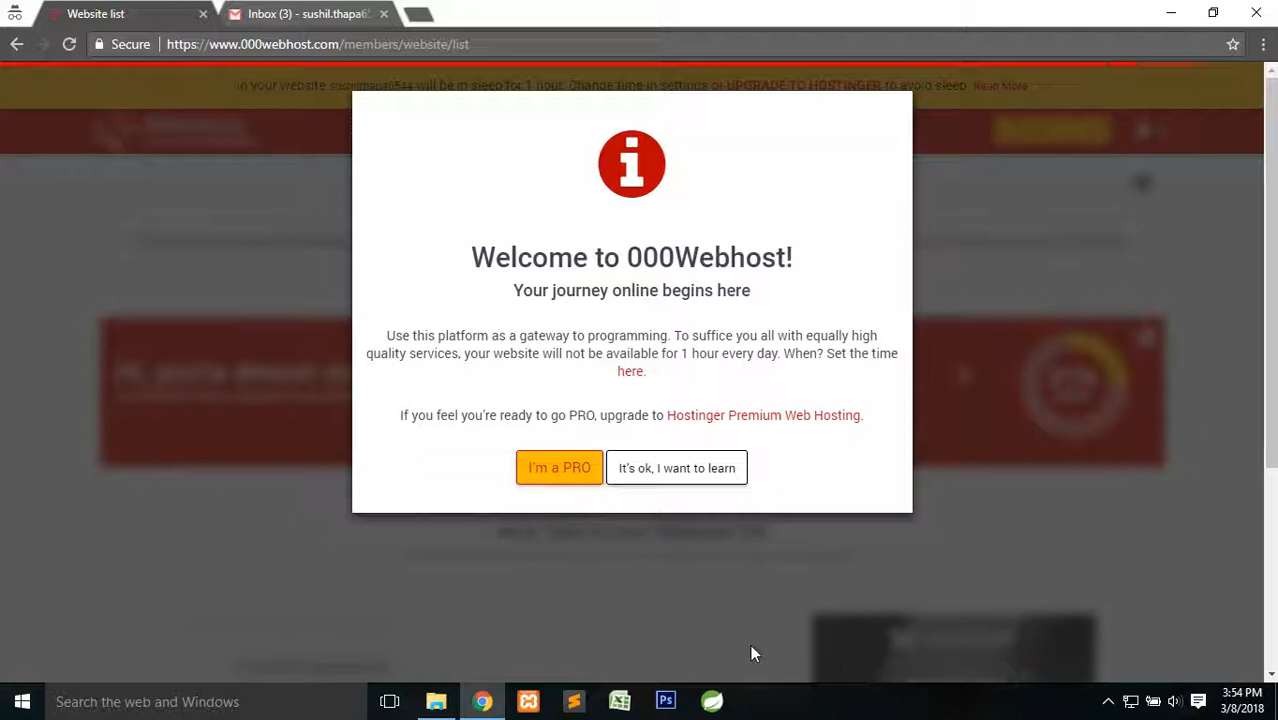 Website list
Inbox (3) - sushil.thapa65
Secure
https://www.000webhost.com/members/website/list
in your website will be in sleep for 1 hour. Change time in settings or UPGRADE TO HOSTINGER to avoid sleep Read More
Welcome to 000Webhost!
Your journey online begins here
Use this platform as a gateway to programming. To suffice you all with equally high
quality services, your website will not be available for 1 hour every day. When? Set the time
here.
If you feel you're ready to go PRO, upgrade to Hostinger Premium Web Hosting.
I'm a PRO
It's ok, I want to learn
Search the web and Windows
Ps
3:54 PM
3/8/2018